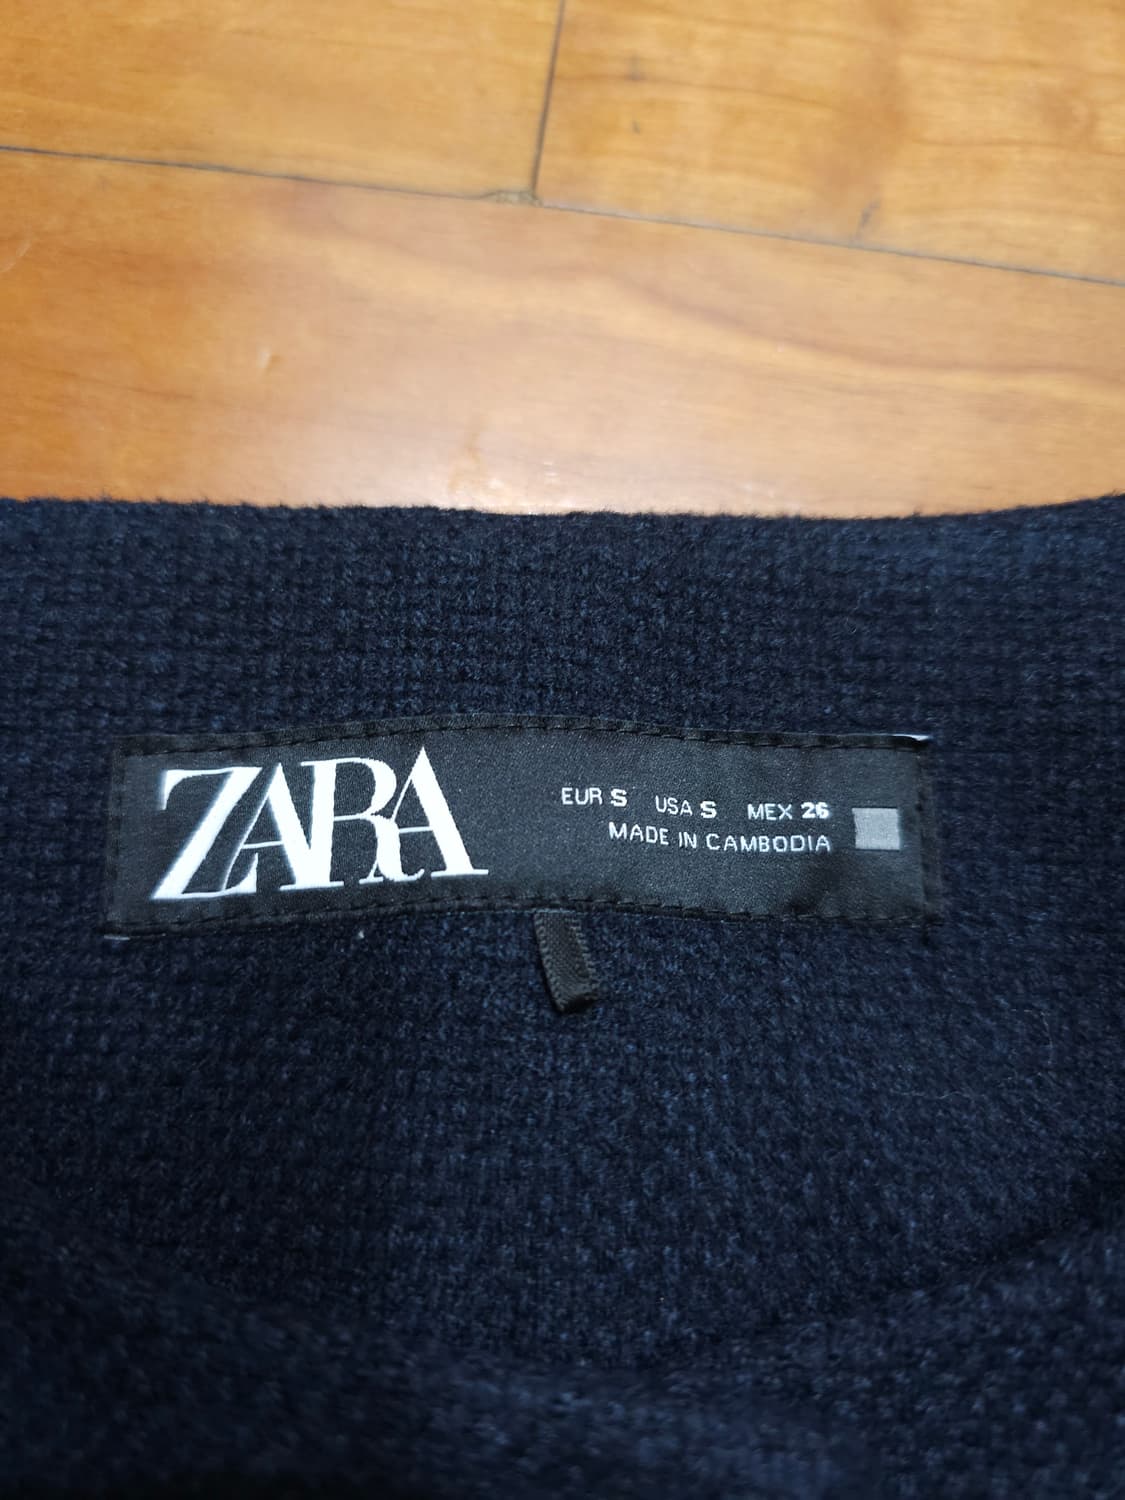 ZARA
EUR S USA S MEX 26
MADE IN CAMBODIA